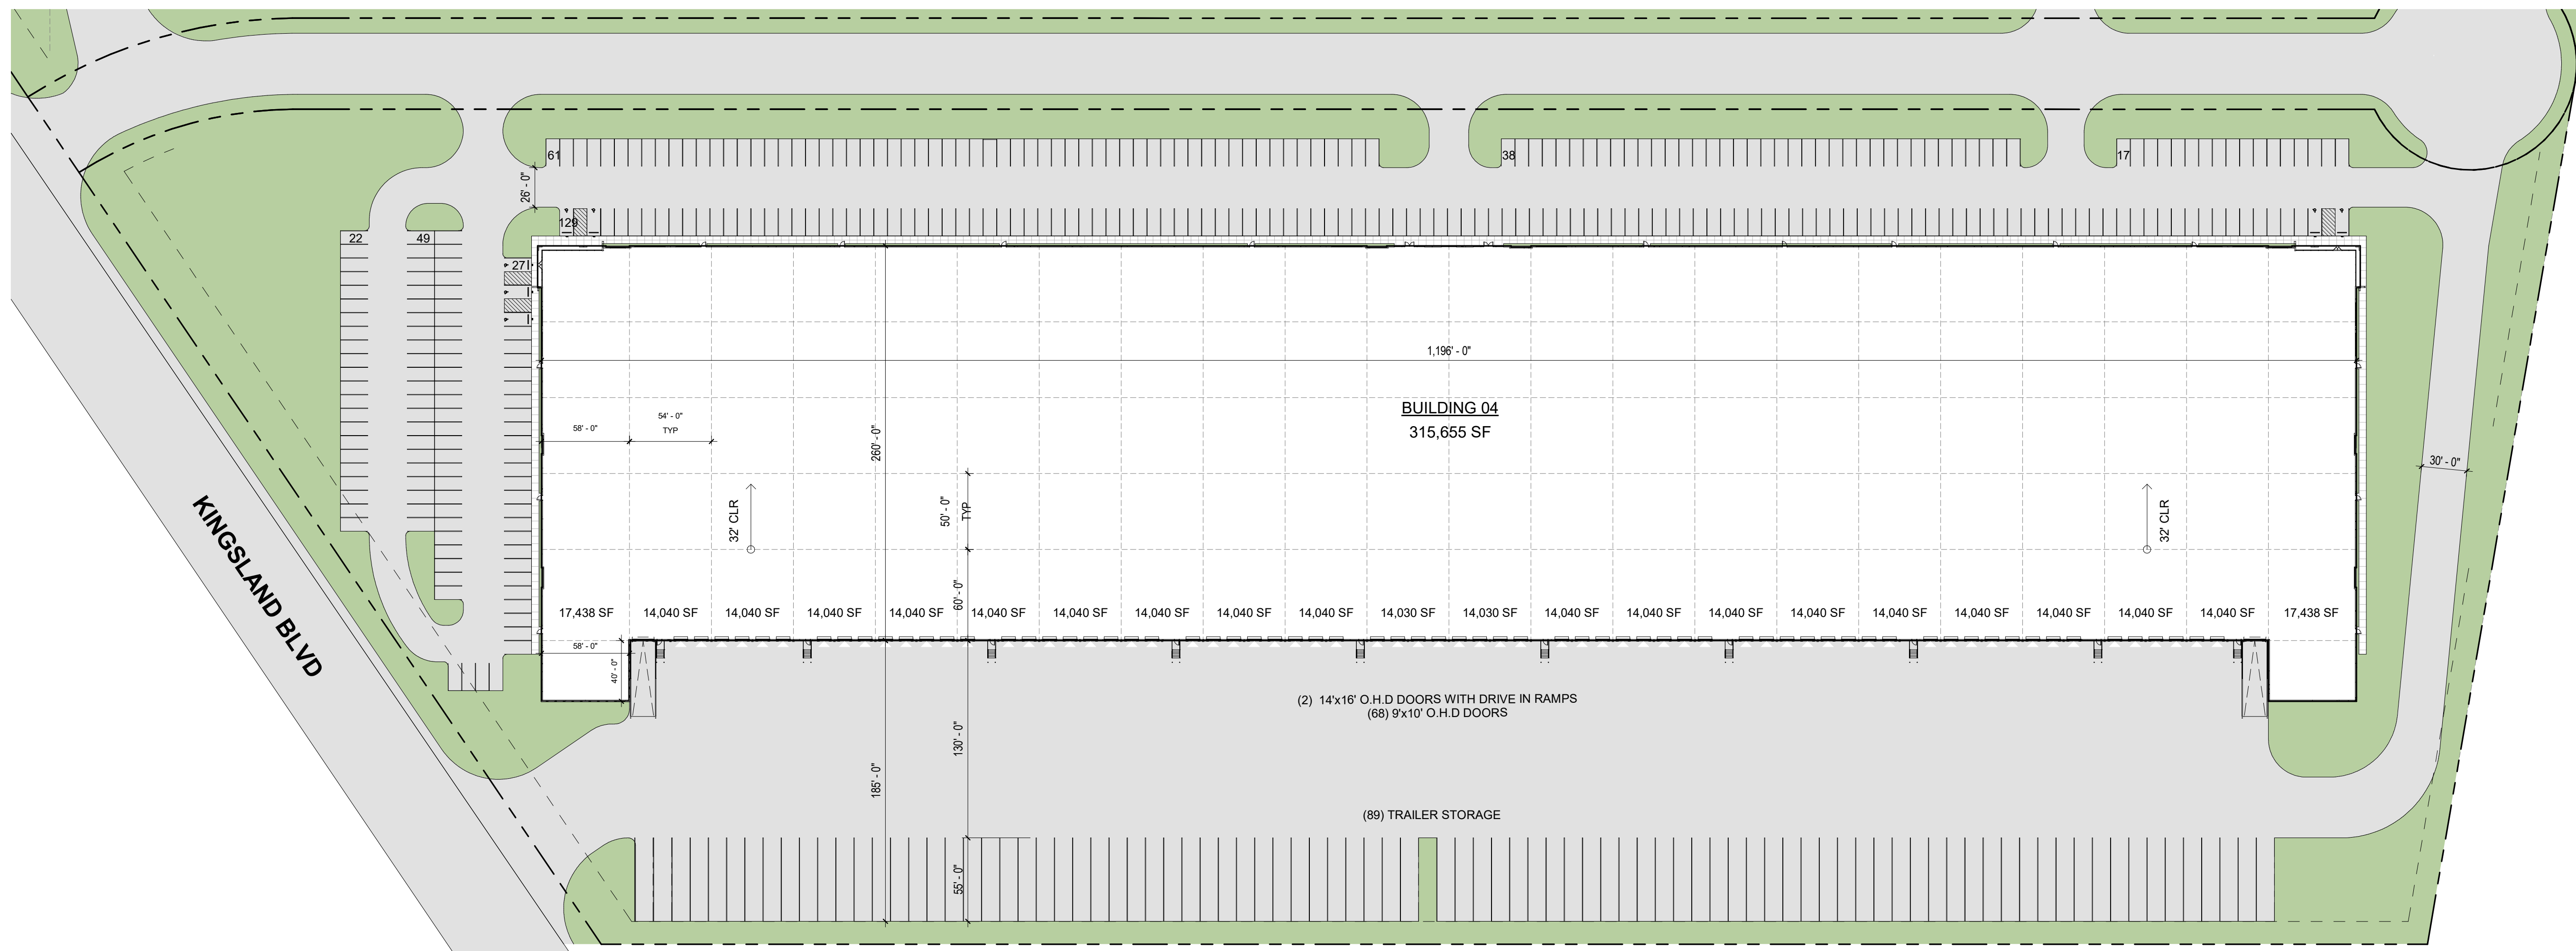 61
38
17
26' - 0"
129
22
49
27
1,196' - 0"
BUILDING 04
315,655 SF
54' - 0"
TYP
58' - 0"
260' - 0"
30' - 0"
50' - 0"
TYP
32' CLR
32' CLR
KINGSLAND BLVD
60' - 0"
17,438 SF
14,040 SF
14,040 SF
14,040 SF
14,040 SF
14,040 SF
14,040 SF
14,040 SF
14,040 SF
14,040 SF
14,030 SF
14,030 SF
14,040 SF
14,040 SF
14,040 SF
14,040 SF
14,040 SF
14,040 SF
14,040 SF
14,040 SF
14,040 SF
17,438 SF
58' - 0"
40' - 0"
(2) 14'x16' O.H.D DOORS WITH DRIVE IN RAMPS
(68) 9'x10' O.H.D DOORS
130' - 0"
185' - 0"
(89) TRAILER STORAGE
55' - 0"